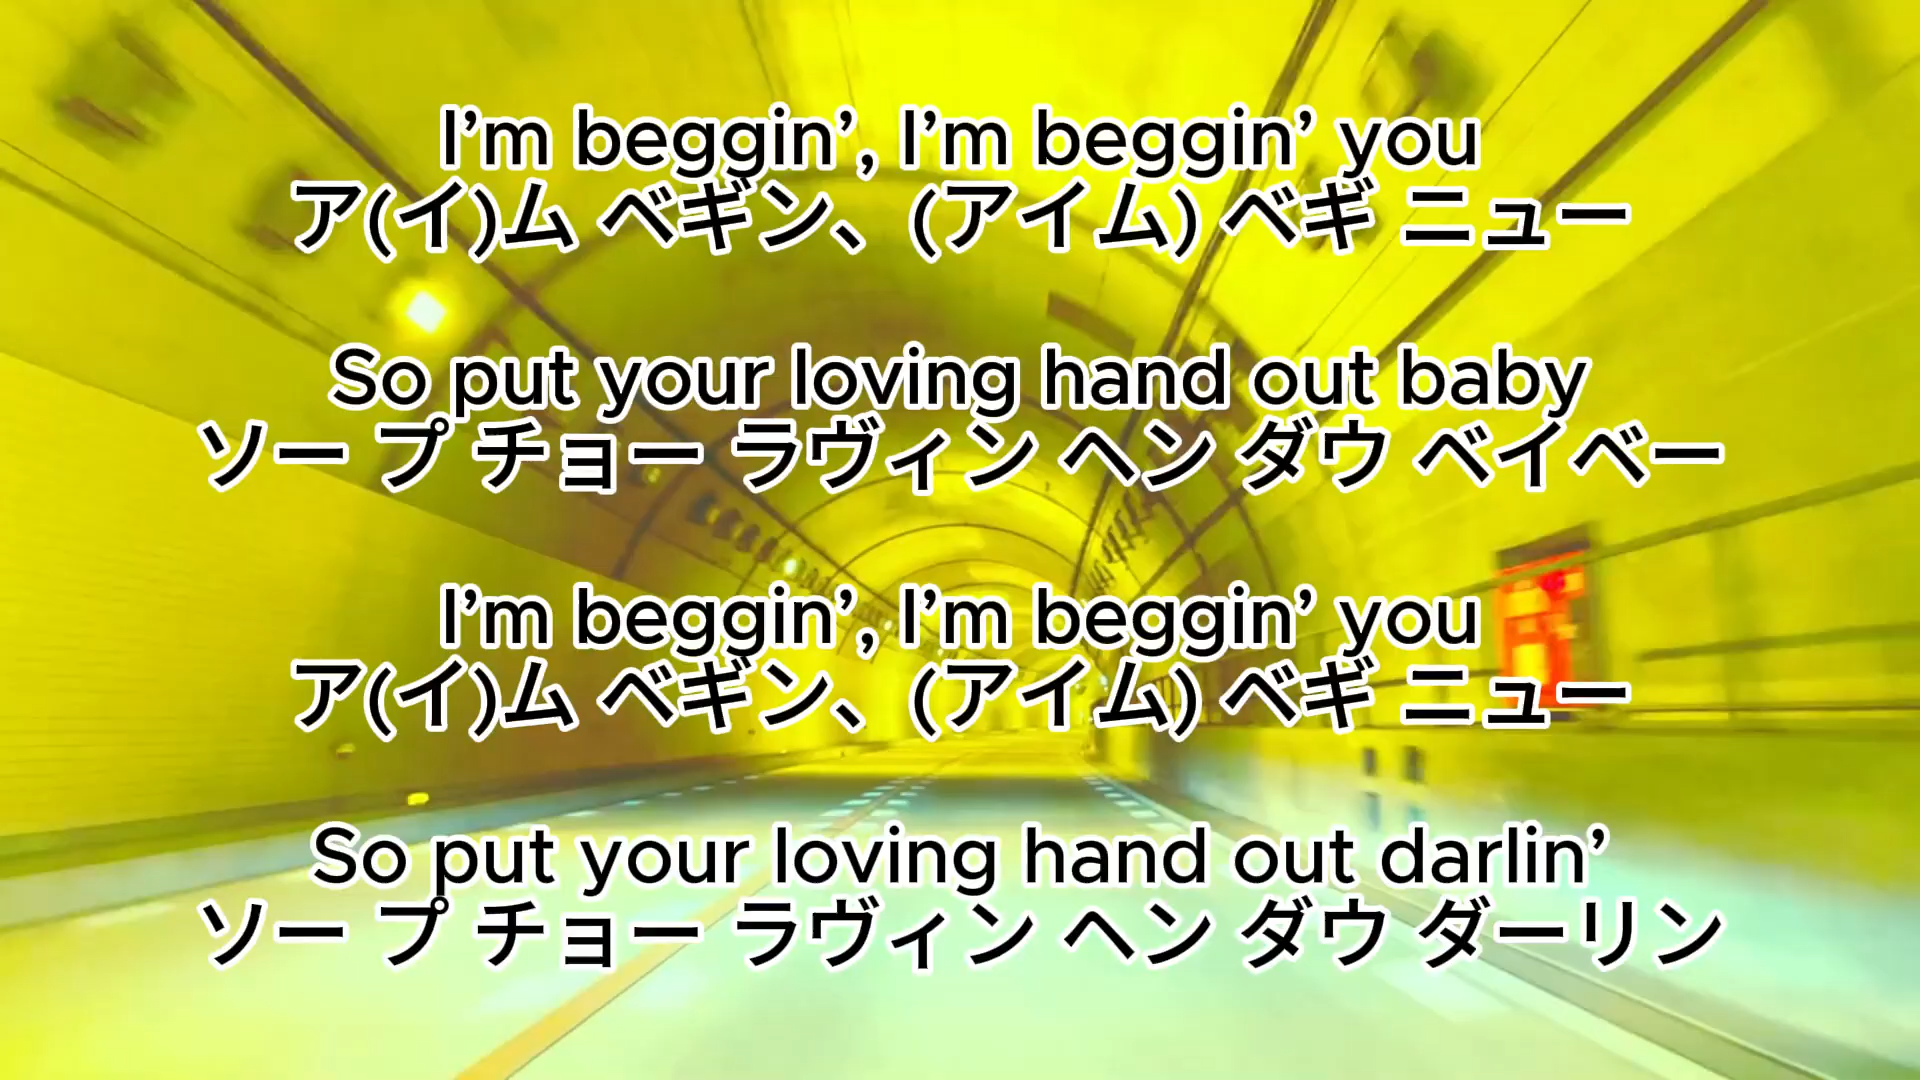 I’m beggin’, I’m beggin’ you
ア(イ)ム ベギン、(アイム) ベギ ニュー
So put your loving hand out baby
ソー プ チョー ラヴィン ヘン ダウ ベイベー
I’m beggin’, I’m beggin’ you
ア(イ)ム ベギン、(アイム) ベギ ニュー
So put your loving hand out darlin’
ソー プ チョー ラヴィン ヘン ダウ ダーリン